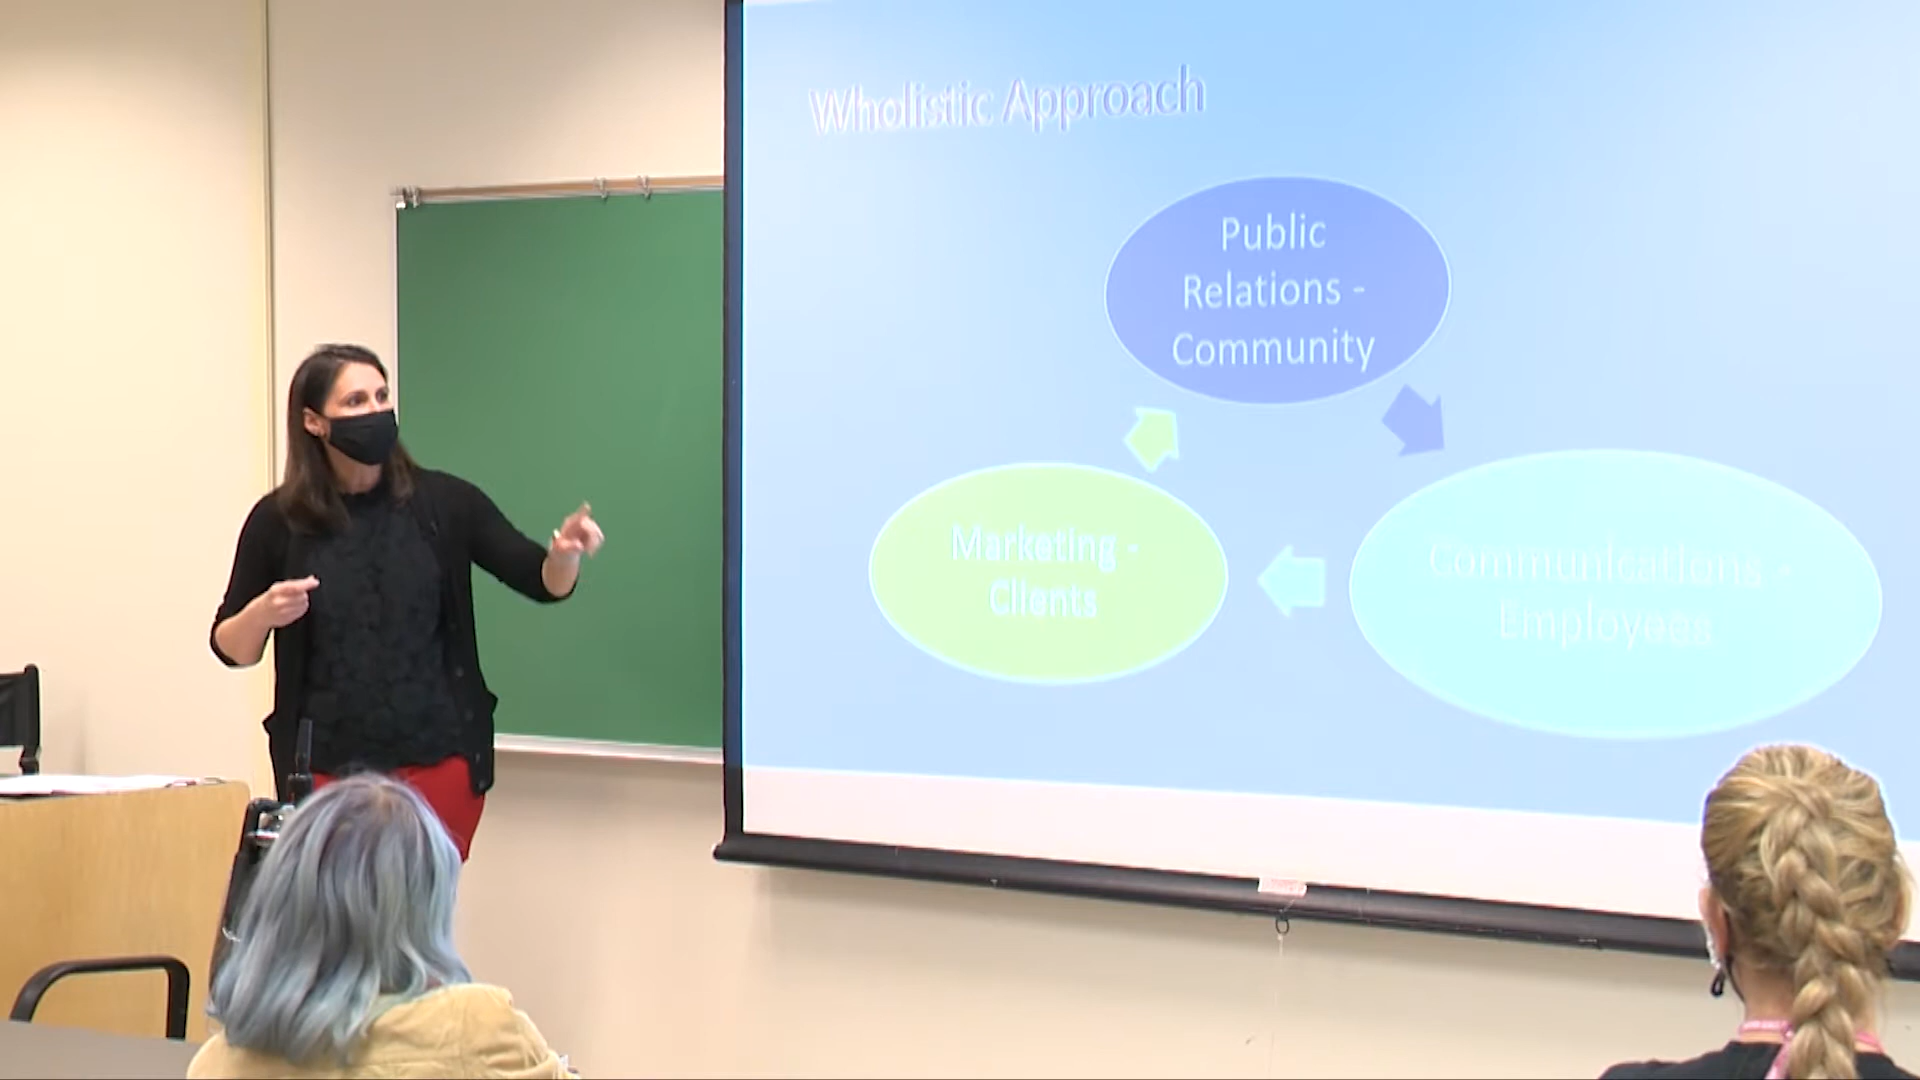 Wholistic Approach
Public
Relations -
Community
Marketing -
Clients
Communications -
Employees